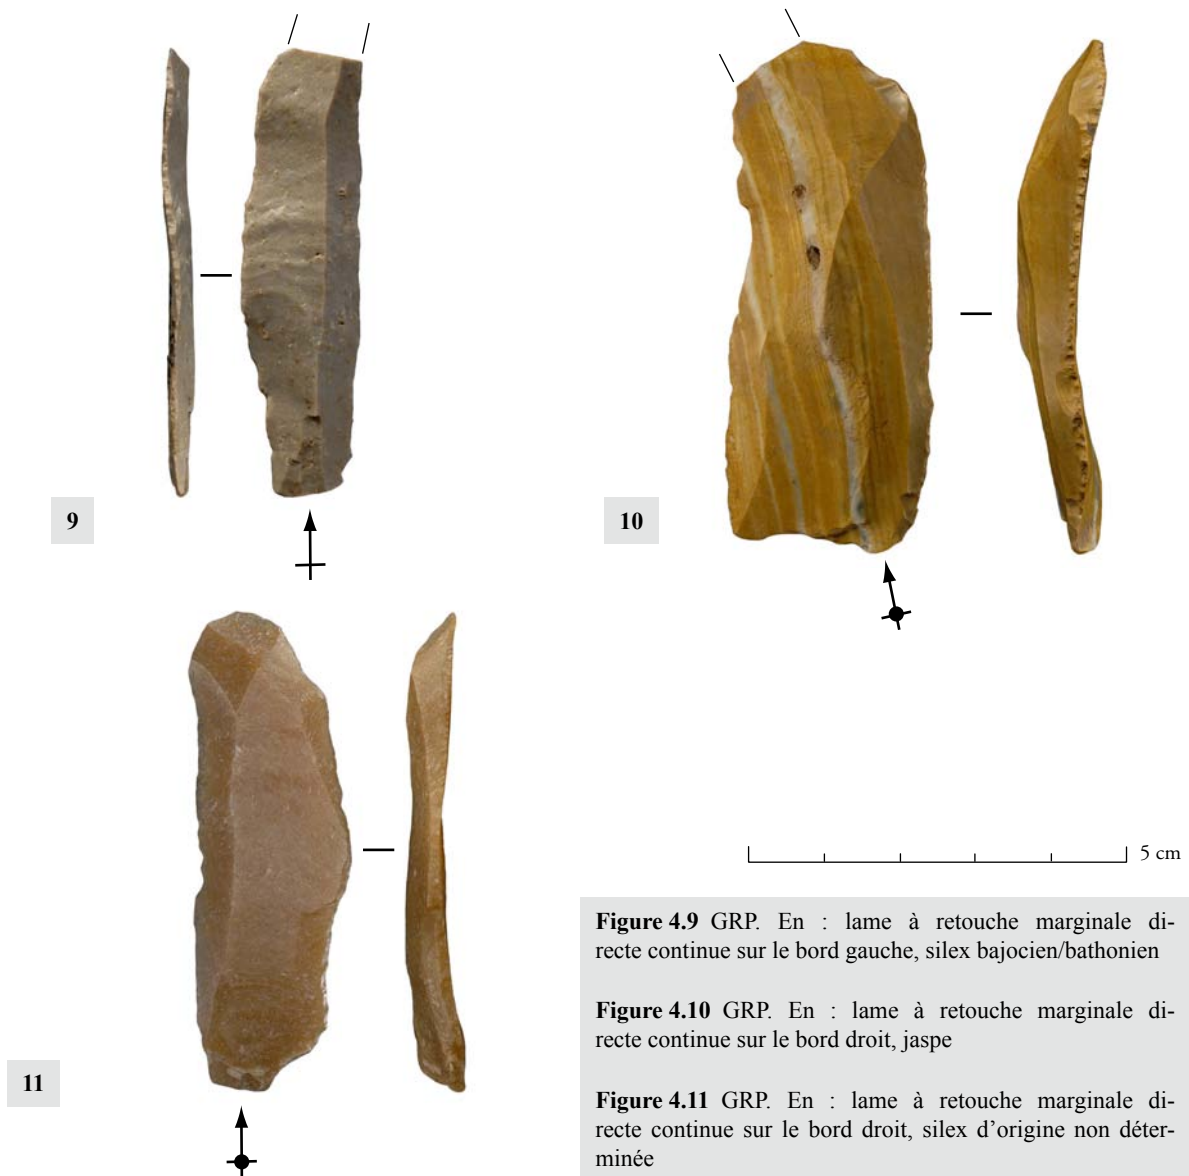 9
10
11
5 cm
Figure 4.9 GRP. En : lame à retouche marginale di-
recte continue sur le bord gauche, silex bajocien/bathonien
Figure 4.10 GRP. En : lame à retouche marginale di-
recte continue sur le bord droit, jaspe
Figure 4.11 GRP. En : lame à retouche marginale di-
recte continue sur le bord droit, silex d’origine non déter-
minée